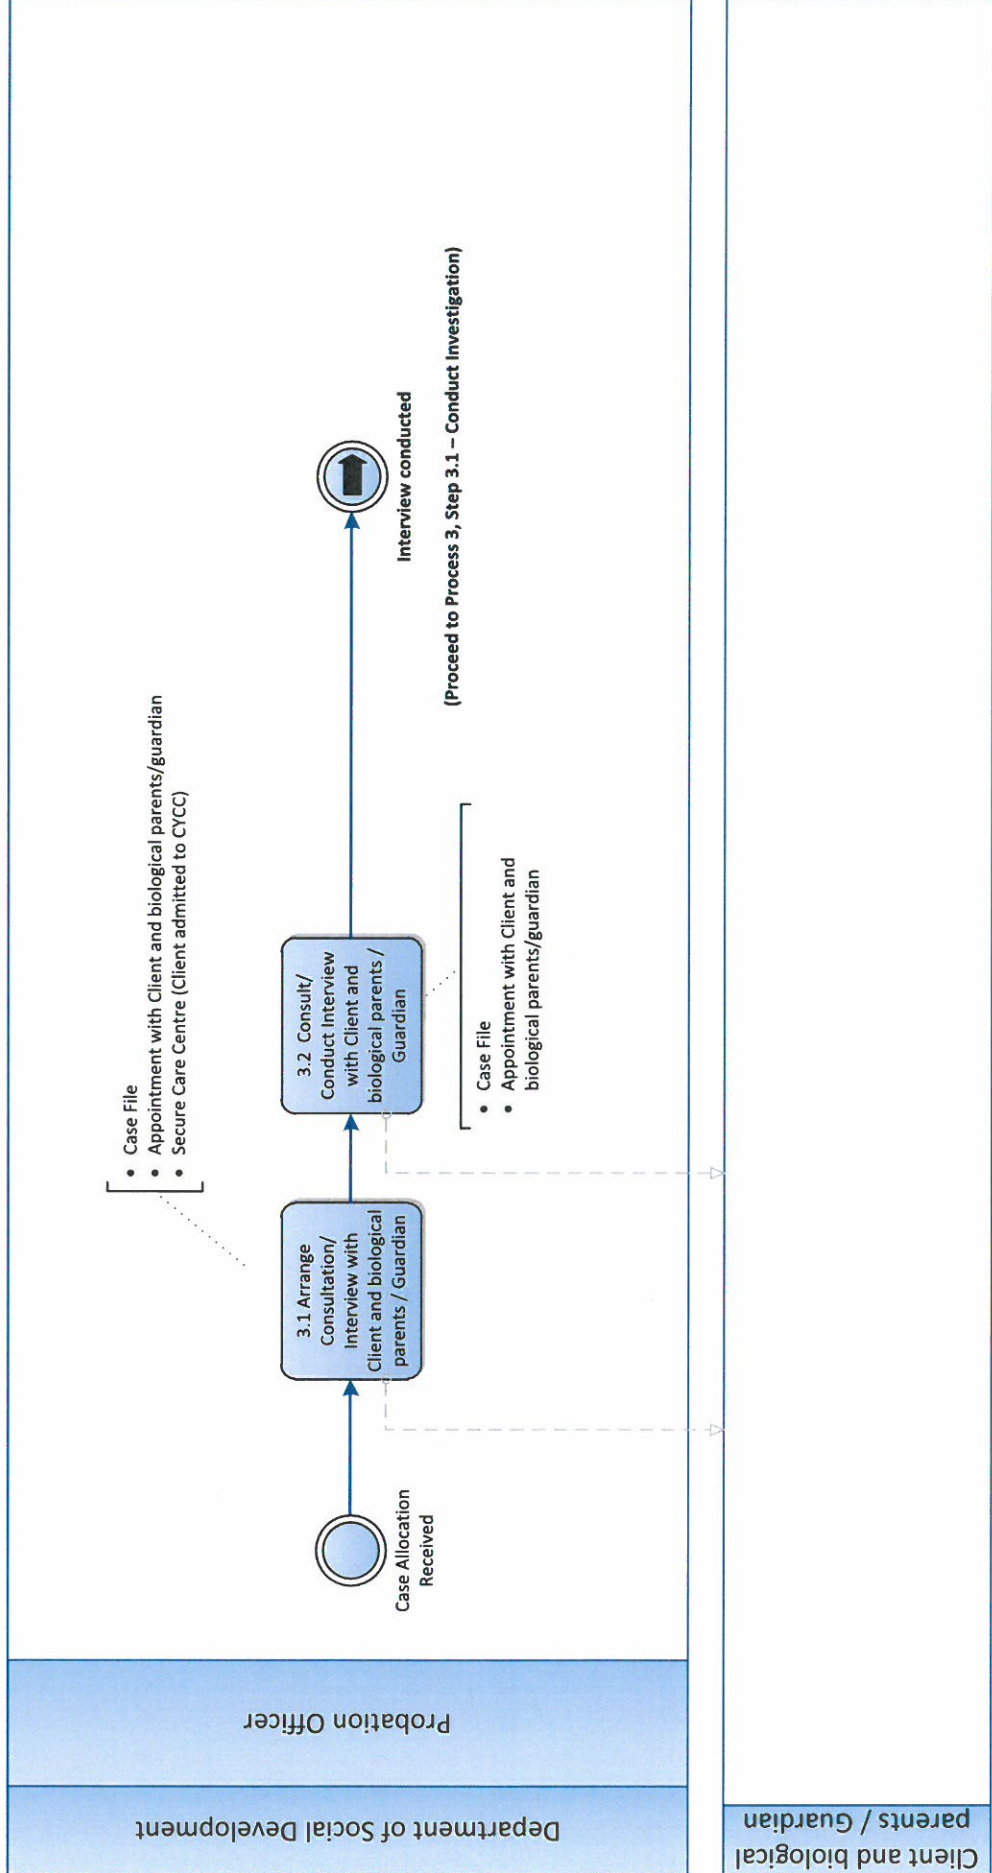 Department of Social Development
Probation Officer
Case Allocation
Received
3.1 Arrange
Consultation/
Interview with
Client and biological
parents / Guardian
• Case File
• Appointment with Client and biological parents/guardian
• Secure Care Centre (Client admitted to CYCC)
3.2 Consult/
Conduct Interview
with Client and
biological parents /
Guardian
• Case File
• Appointment with Client and
biological parents/guardian
Interview conducted
(Proceed to Process 3, Step 3.1 – Conduct Investigation)
Client and biological
parents / Guardian